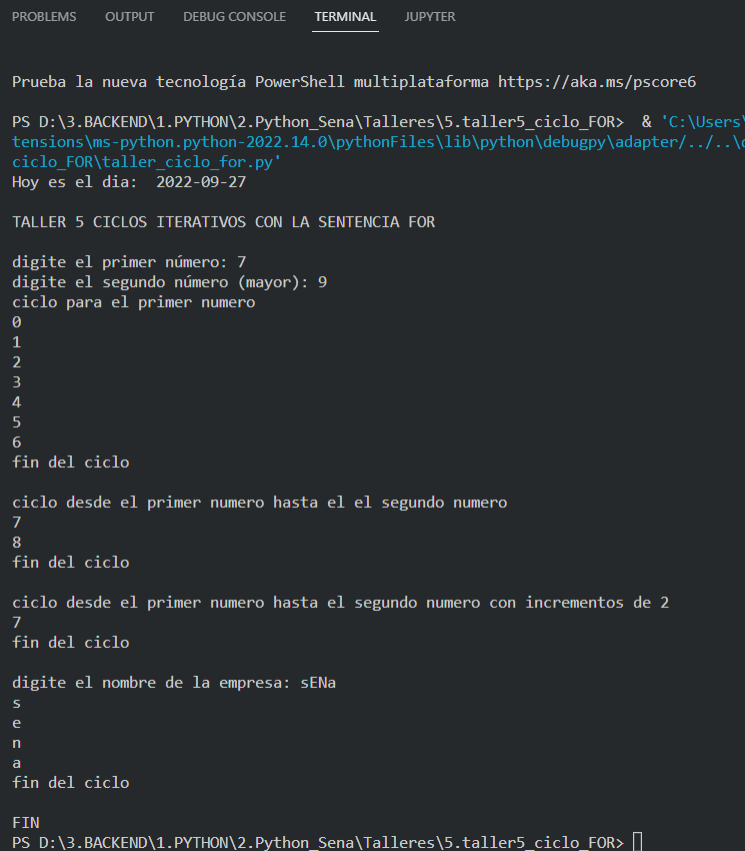 PROBLEMS OUTPUT DEBUG CONSOLE TERMINAL JUPYTER
Prueba la nueva tecnología PowerShell multiplataforma https://aka.ms/pscore6
PS D:\3.BACKEND\1.PYTHON\2.Python_Sena\Talleres\5.taller5_ciclo_FOR>  & 'C:\Users\
tensions\ms-python.python-2022.14.0\pythonFiles\lib\python\debugpy\adapter/../..\
ciclo_FOR\taller_ciclo_for.py'
Hoy es el dia:  2022-09-27
TALLER 5 CICLOS ITERATIVOS CON LA SENTENCIA FOR
digite el primer número: 7
digite el segundo número (mayor): 9
ciclo para el primer numero
0
1
2
3
4
5
6
fin del ciclo
ciclo desde el primer numero hasta el el segundo numero
7
8
fin del ciclo
ciclo desde el primer numero hasta el segundo numero con incrementos de 2
7
fin del ciclo
digite el nombre de la empresa: sENa
s
e
n
a
fin del ciclo
FIN
PS D:\3.BACKEND\1.PYTHON\2.Python_Sena\Talleres\5.taller5_ciclo_FOR>